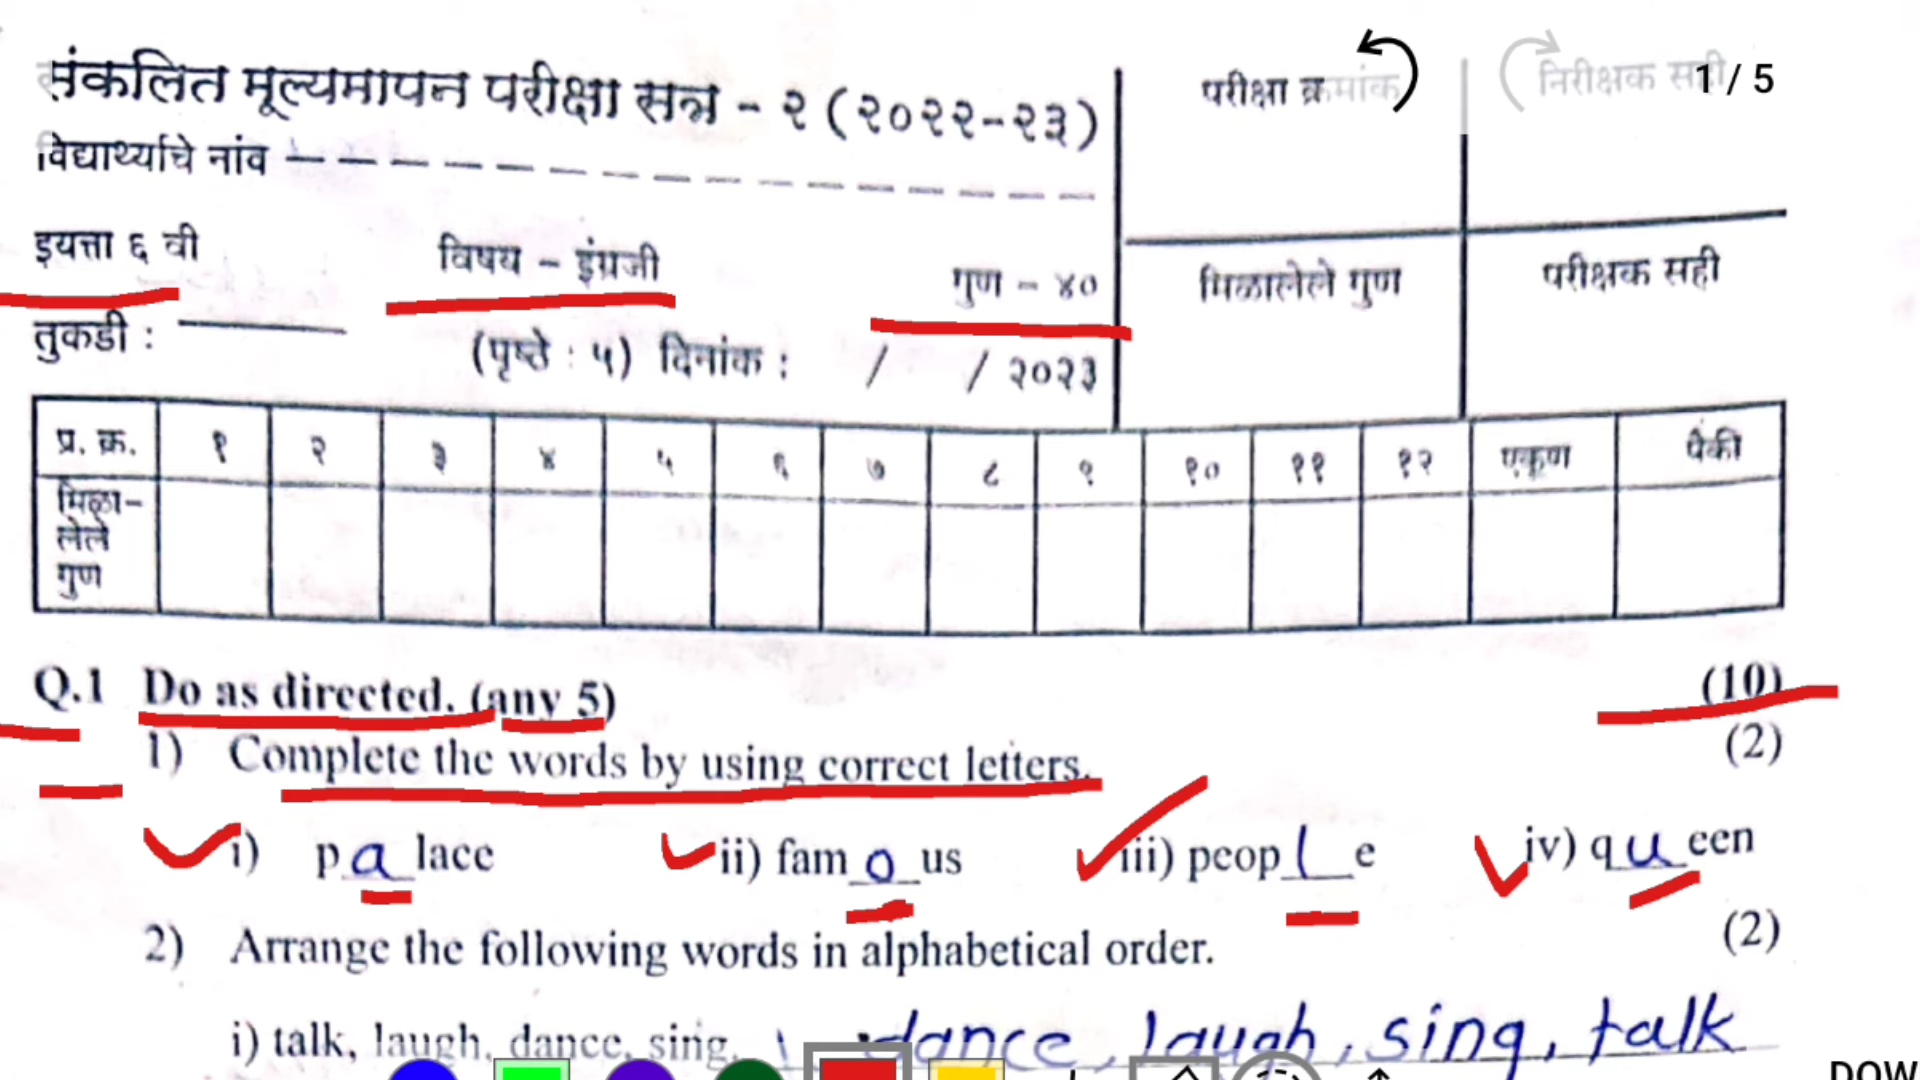 संकलित मूल्यमापन परीक्षा सत्र - २ (२०२२-२३)
परीक्षा क्रमांक
निरीक्षक सही
1 / 5
विद्यार्थ्याचे नांव
इयत्ता ६ वी विषय - इंग्रजी गुण - ४०
मिळालेले गुण
परीक्षक सही
तुकडी : (पृष्ठे : ५) दिनांक : / / २०२३
प्र. क्र. १ २ ३ ४ ५ ६ ७ ८ ९ १० ११ १२ एकूण पैकी
मिळा-
लेले
गुण
Q.1 Do as directed. (any 5) (10)
1) Complete the words by using correct letters. (2)
i) p a lace ii) fam o us iii) peop l e iv) q u een
2) Arrange the following words in alphabetical order. (2)
i) talk, laugh, dance, sing. dance, laugh, sing, talk